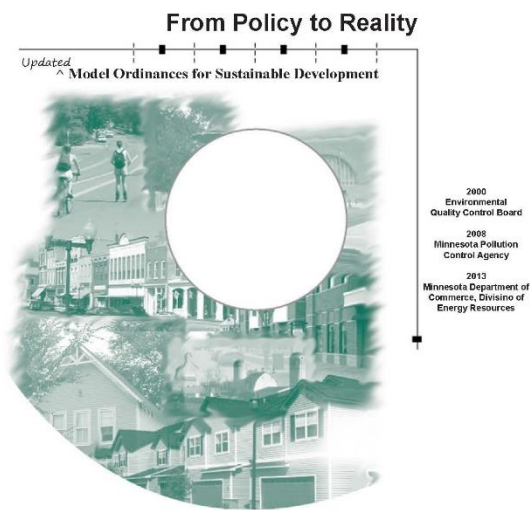 From Policy to Reality
Updated
^ Model Ordinances for Sustainable Development
2000
Environmental
Quality Control Board
2008
Minnesota Pollution
Control Agency
2013
Minnesota Department of
Commerce, Divisino of
Energy Resources